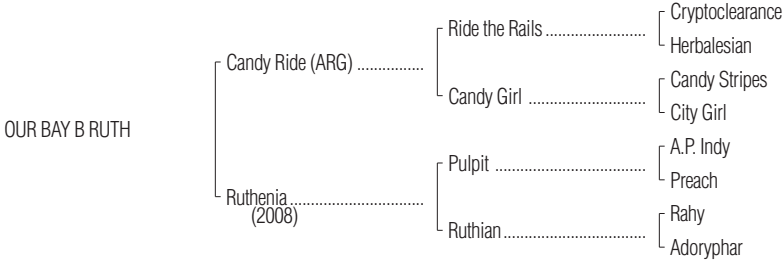 Cryptoclearance
Ride the Rails
Herbalesian
Candy Ride (ARG)
Candy Stripes
Candy Girl
City Girl
OUR BAY B RUTH
A.P. Indy
Pulpit
Preach
Ruthenia
(2008)
Rahy
Ruthian
Adoryphar